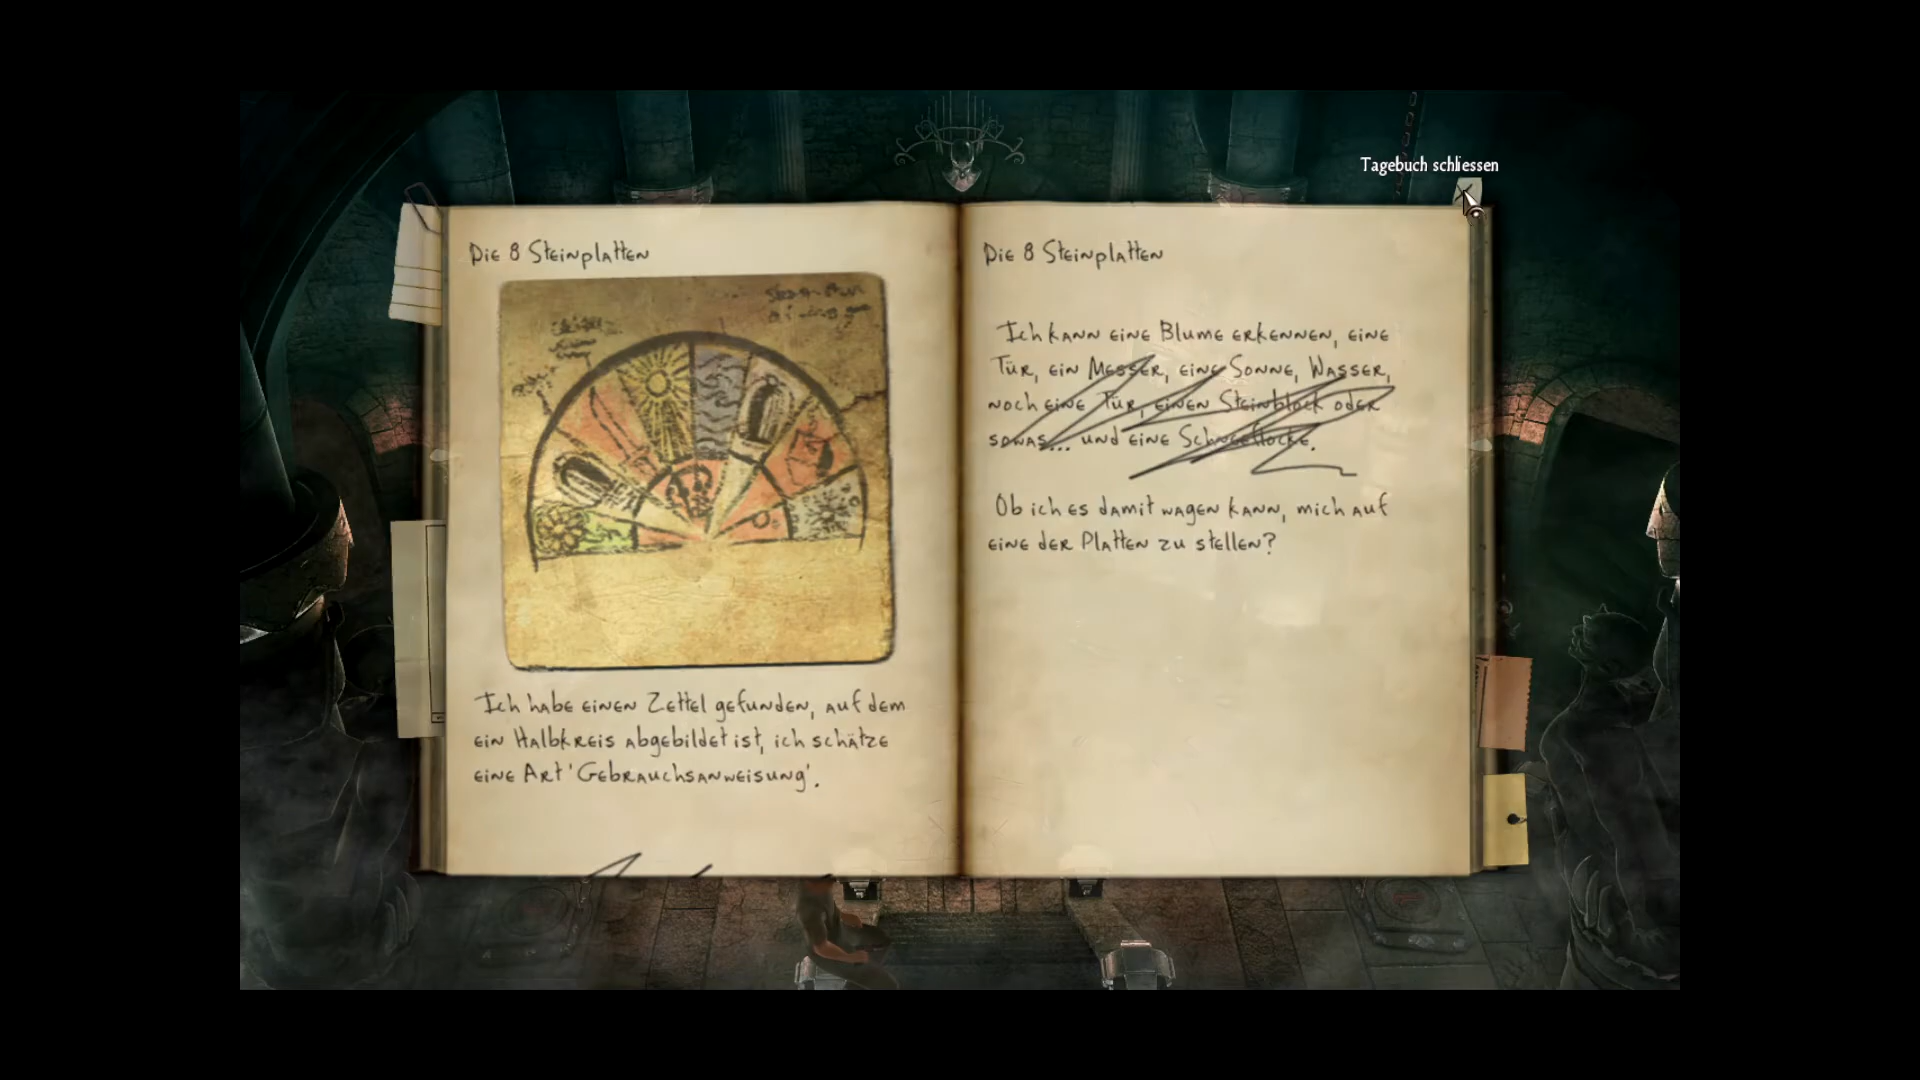 Tagebuch schliessen
Die 8 Steinplatten
Ich habe einen Zettel gefunden, auf dem
ein Halbkreis abgebildet ist, ich schätze
eine Art 'Gebrauchsanweisung'.
Die 8 Steinplatten
Ich kann eine Blume erkennen, eine
Tür, ein Messer, eine Sonne, Wasser,
noch eine Tür, einen Steinblock oder
sowas... und eine Schneeflocke.
Ob ich es damit wagen kann, mich auf
eine der Platten zu stellen?